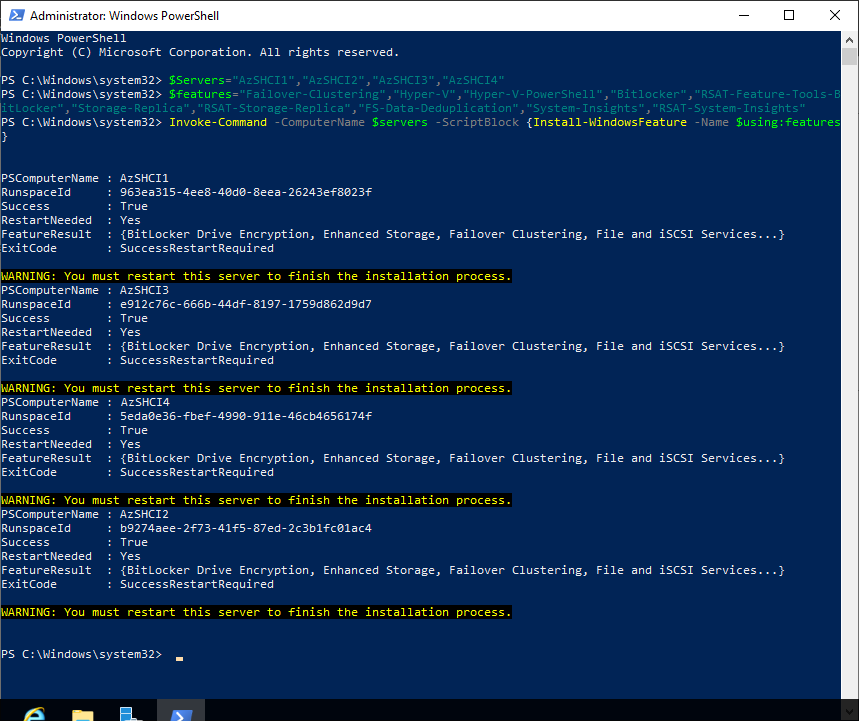 Administrator: Windows PowerShell
Windows PowerShell
Copyright (C) Microsoft Corporation. All rights reserved.
PS C:\Windows\system32> $Servers="AzSHCI1","AzSHCI2","AzSHCI3","AzSHCI4"
PS C:\Windows\system32> $features="Failover-Clustering","Hyper-V","Hyper-V-PowerShell","Bitlocker","RSAT-Feature-Tools-B
itLocker","Storage-Replica","RSAT-Storage-Replica","FS-Data-Deduplication","System-Insights","RSAT-System-Insights"
PS C:\Windows\system32> Invoke-Command -ComputerName $servers -ScriptBlock {Install-WindowsFeature -Name $using:features
}
PSComputerName : AzSHCI1
RunspaceId     : 963ea315-4ee8-40d0-8eea-26243ef8023f
Success        : True
RestartNeeded  : Yes
FeatureResult  : {BitLocker Drive Encryption, Enhanced Storage, Failover Clustering, File and iSCSI Services...}
ExitCode       : SuccessRestartRequired
WARNING: You must restart this server to finish the installation process.
PSComputerName : AzSHCI3
RunspaceId     : e912c76c-666b-44df-8197-1759d862d9d7
Success        : True
RestartNeeded  : Yes
FeatureResult  : {BitLocker Drive Encryption, Enhanced Storage, Failover Clustering, File and iSCSI Services...}
ExitCode       : SuccessRestartRequired
WARNING: You must restart this server to finish the installation process.
PSComputerName : AzSHCI4
RunspaceId     : 5eda0e36-fbef-4990-911e-46cb4656174f
Success        : True
RestartNeeded  : Yes
FeatureResult  : {BitLocker Drive Encryption, Enhanced Storage, Failover Clustering, File and iSCSI Services...}
ExitCode       : SuccessRestartRequired
WARNING: You must restart this server to finish the installation process.
PSComputerName : AzSHCI2
RunspaceId     : b9274aee-2f73-41f5-87ed-2c3b1fc01ac4
Success        : True
RestartNeeded  : Yes
FeatureResult  : {BitLocker Drive Encryption, Enhanced Storage, Failover Clustering, File and iSCSI Services...}
ExitCode       : SuccessRestartRequired
WARNING: You must restart this server to finish the installation process.
PS C:\Windows\system32>